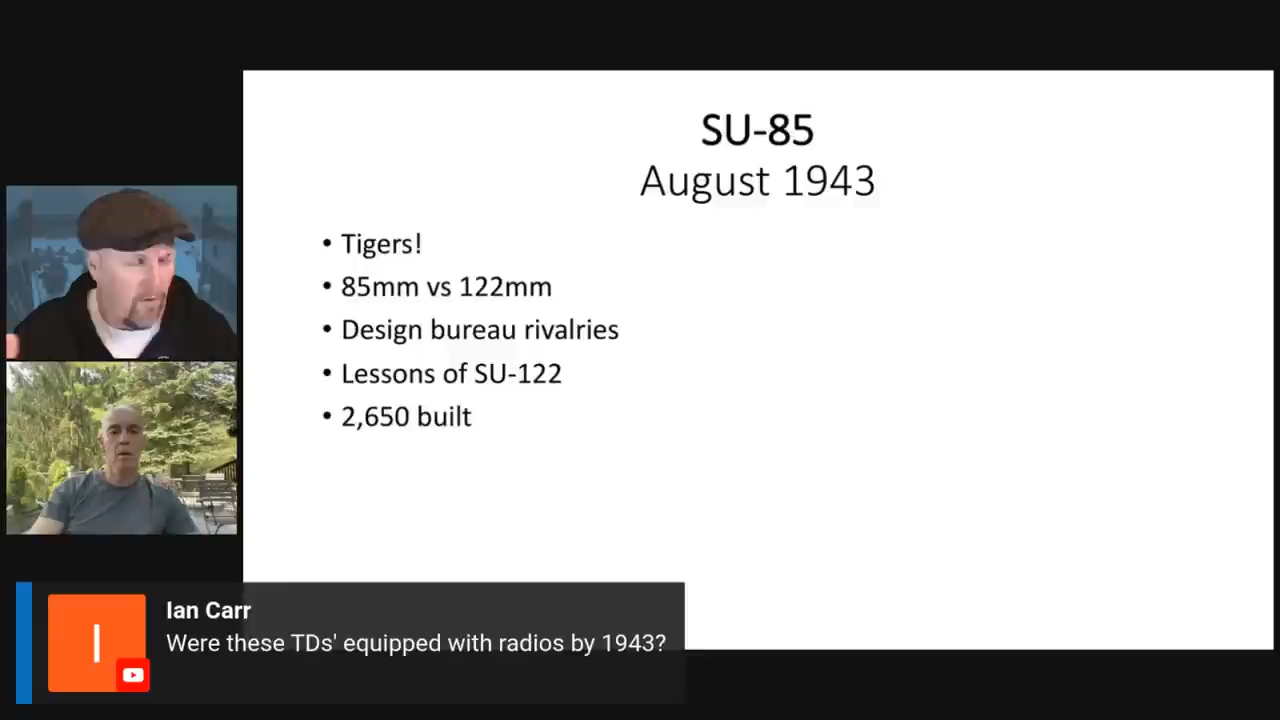 SU-85
August 1943
• Tigers!
• 85mm vs 122mm
• Design bureau rivalries
• Lessons of SU-122
• 2,650 built
I
Ian Carr
Were these TDs' equipped with radios by 1943?